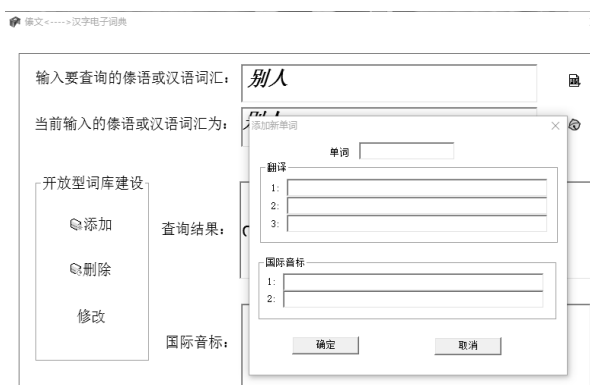 傣文<---->汉字电子词典
输入要查询的傣语或汉语词汇: 别人
当前输入的傣语或汉语词汇为:
添加新单词
单词
翻译
1:
2:
3:
国际音标
1:
2:
确定 取消
开放型词库建设
添加
删除
修改
查询结果:
国际音标: